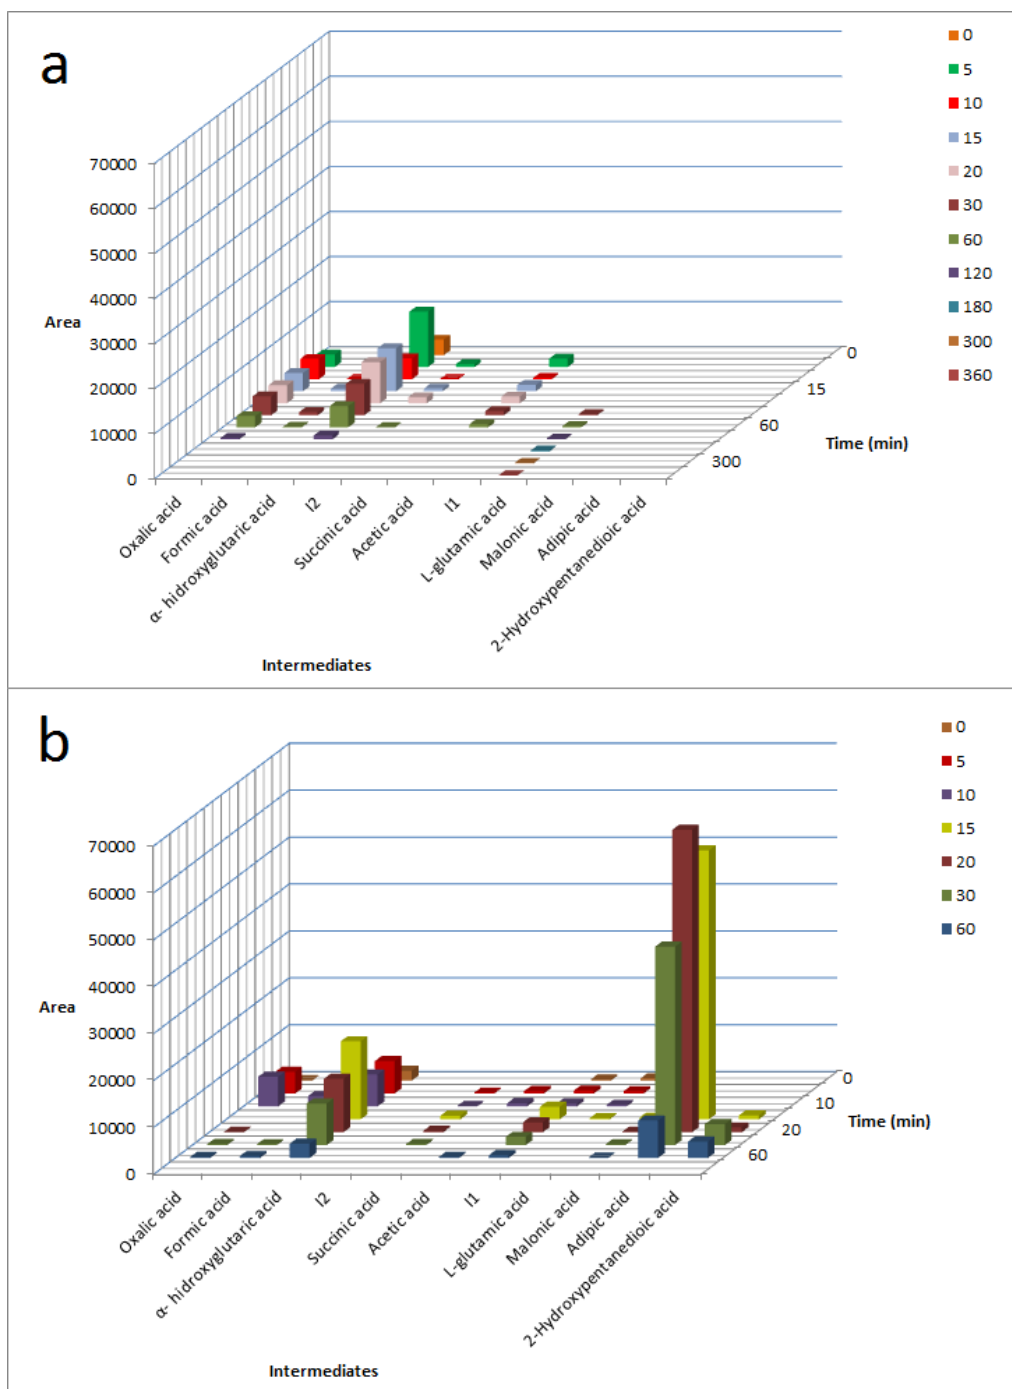 a
0
5
10
15
20
30
60
120
180
300
360
70000
60000
50000
40000
30000
20000
10000
0
Area
0
15
60
300
Time (min)
Oxalic acid
Formic acid
α- hidroxyglutaric acid
I2
Succinic acid
Acetic acid
I1
L-glutamic acid
Malonic acid
Adipic acid
2-Hydroxypentanedioic acid
Intermediates
b
0
5
10
15
20
30
60
70000
60000
50000
40000
30000
20000
10000
0
Area
0
10
20
60
Time (min)
Oxalic acid
Formic acid
α- hidroxyglutaric acid
I2
Succinic acid
Acetic acid
I1
L-glutamic acid
Malonic acid
Adipic acid
2-Hydroxypentanedioic acid
Intermediates